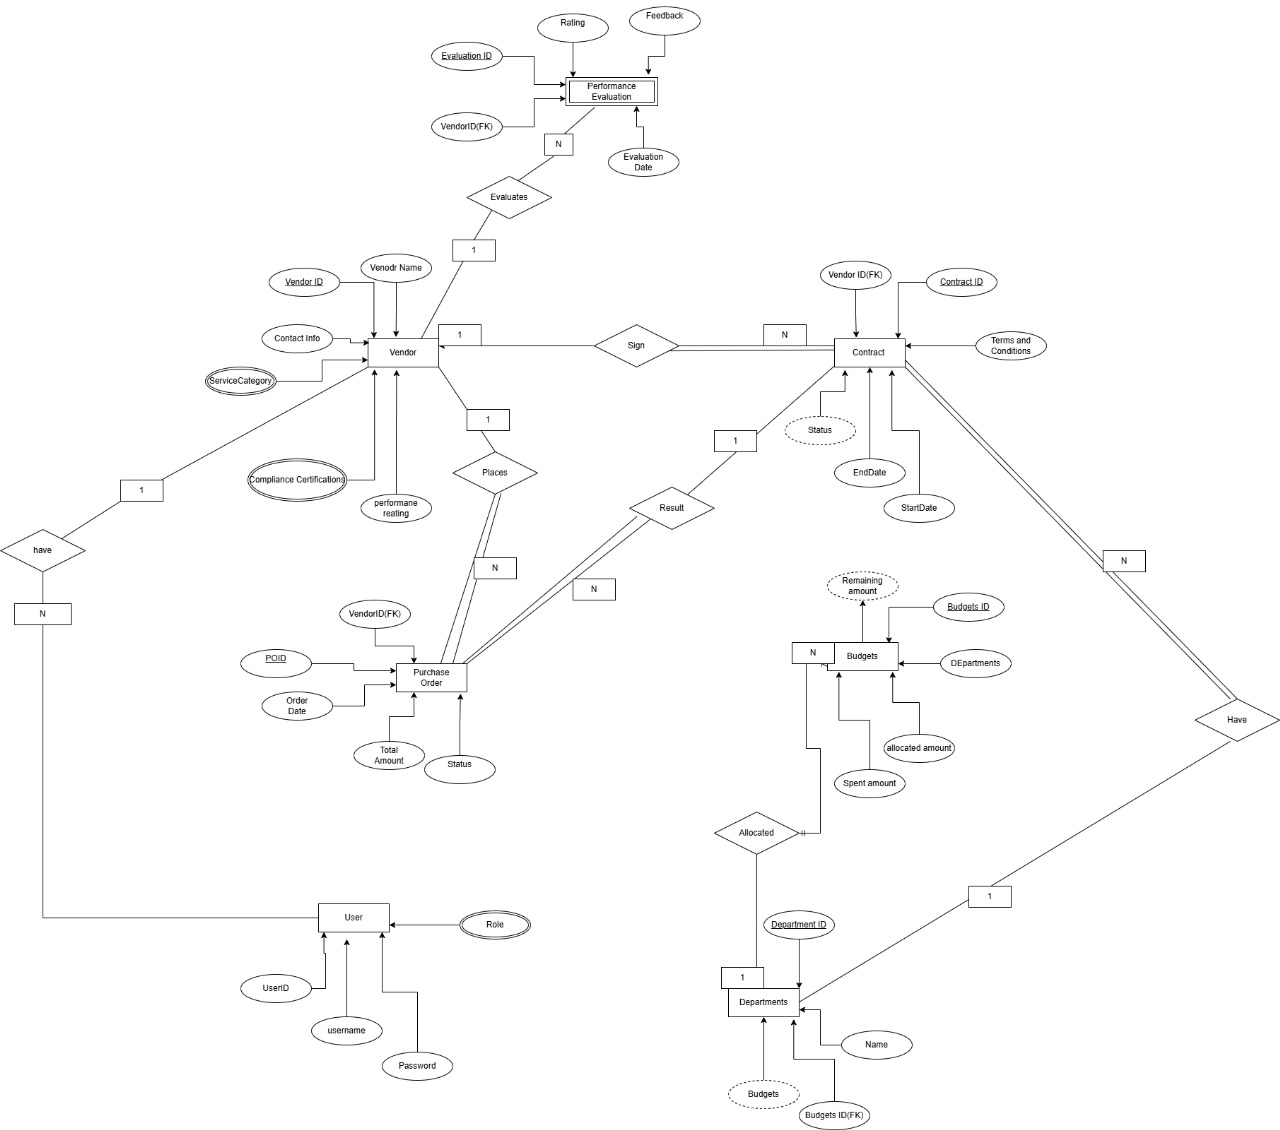 Feedback
Rating
Evaluation ID
Performance
Evaluation
VendorID(FK)
N
Evaluation
Date
Evaluates
1
Venodr Name
Vendor ID
Vendor ID(FK)
Contract ID
Contact Info
1
Sign
N
Terms and
Conditions
Vendor
Contract
ServiceCategory
1
Status
1
Places
EndDate
Compliance Certifications
1
performane
reating
Result
StartDate
have
N
N
N
Remaining
amount
N
VendorID(FK)
Budgets ID
POID
N
Budgets
DEpartments
Purchase
Order
Order
Date
Have
Total
Amount
Status
allocated amount
Spent amount
Allocated
1
User
Role
Department ID
1
UserID
Departments
username
Name
Password
Budgets
Budgets ID(FK)